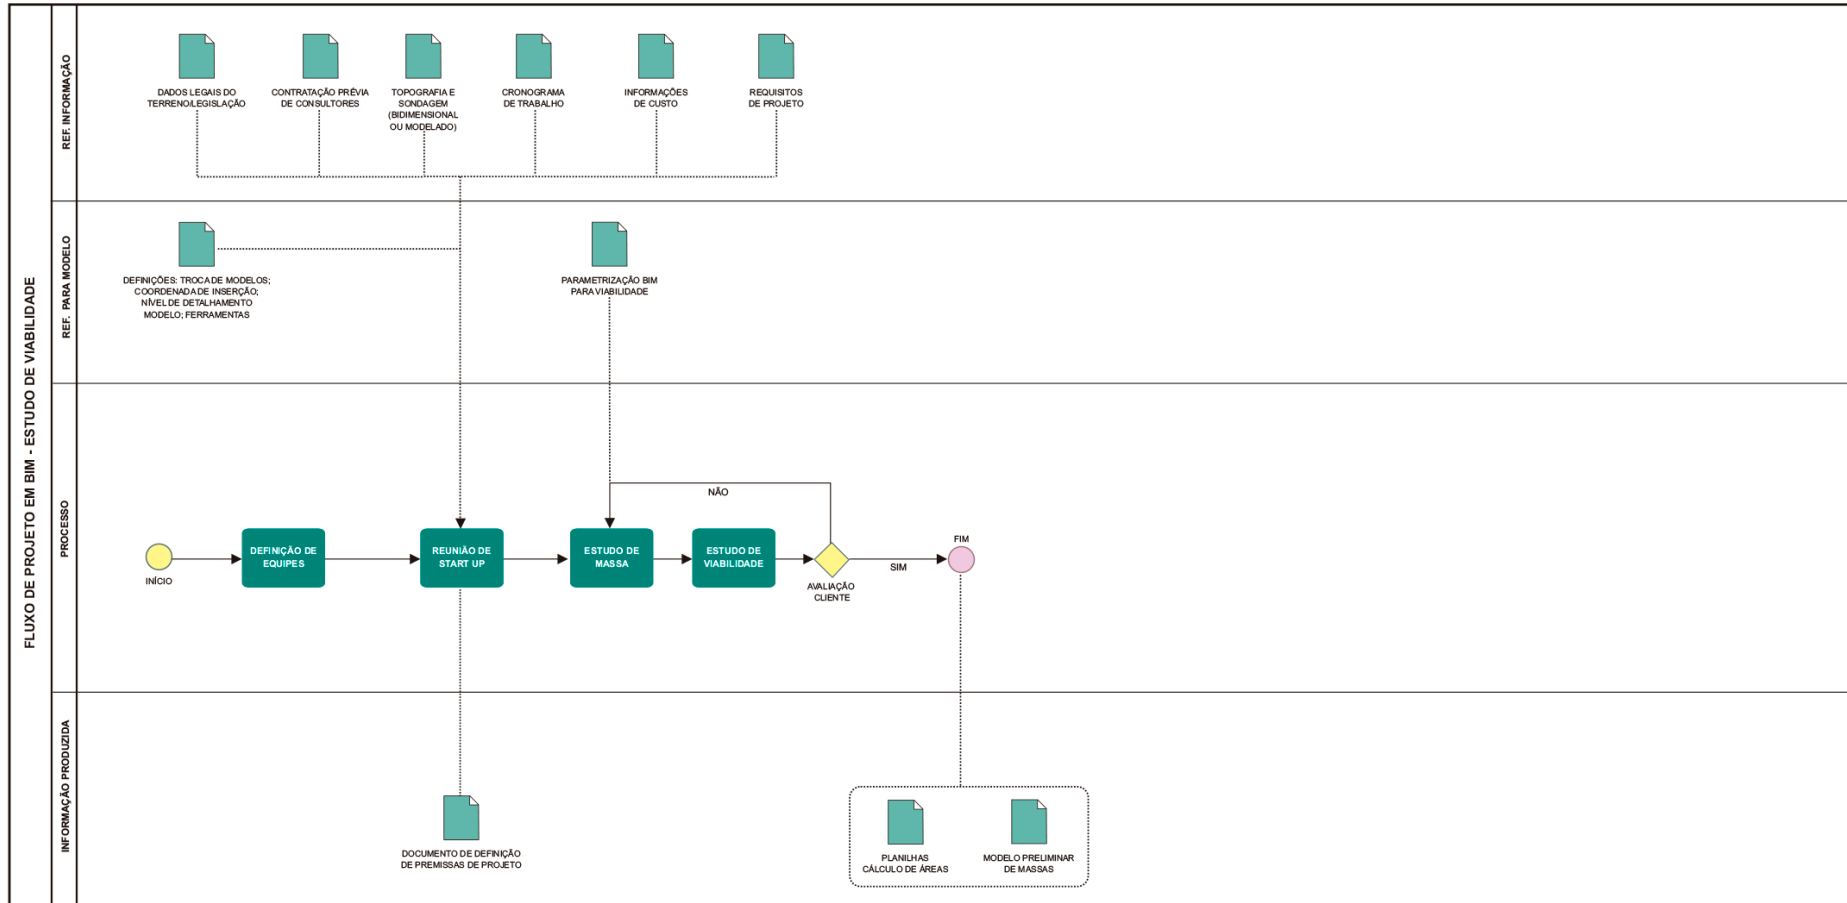 FLUXO DE PROJETO EM BIM - ESTUDO DE VIABILIDADE
REF. INFORMAÇÃO
DADOS LEGAIS DO
TERRENO/LEGISLAÇÃO
CONTRATAÇÃO PRÉVIA
DE CONSULTORES
TOPOGRAFIA E
SONDAGEM
(BIDIMENSIONAL
OU MODELADO)
CRONOGRAMA
DE TRABALHO
INFORMAÇÕES
DE CUSTO
REQUISITOS
DE PROJETO
REF. PARA MODELO
DEFINIÇÕES: TROCA DE MODELOS;
COORDENADA DE INSERÇÃO;
NÍVEL DE DETALHAMENTO
MODELO; FERRAMENTAS
PARAMETRIZAÇÃO BIM
PARA VIABILIDADE
PROCESSO
INÍCIO
DEFINIÇÃO DE
EQUIPES
REUNIÃO DE
START UP
ESTUDO DE
MASSA
ESTUDO DE
VIABILIDADE
NÃO
AVALIAÇÃO
CLIENTE
SIM
FIM
INFORMAÇÃO PRODUZIDA
DOCUMENTO DE DEFINIÇÃO
DE PREMISSAS DE PROJETO
PLANILHAS
CÁLCULO DE ÁREAS
MODELO PRELIMINAR
DE MASSAS